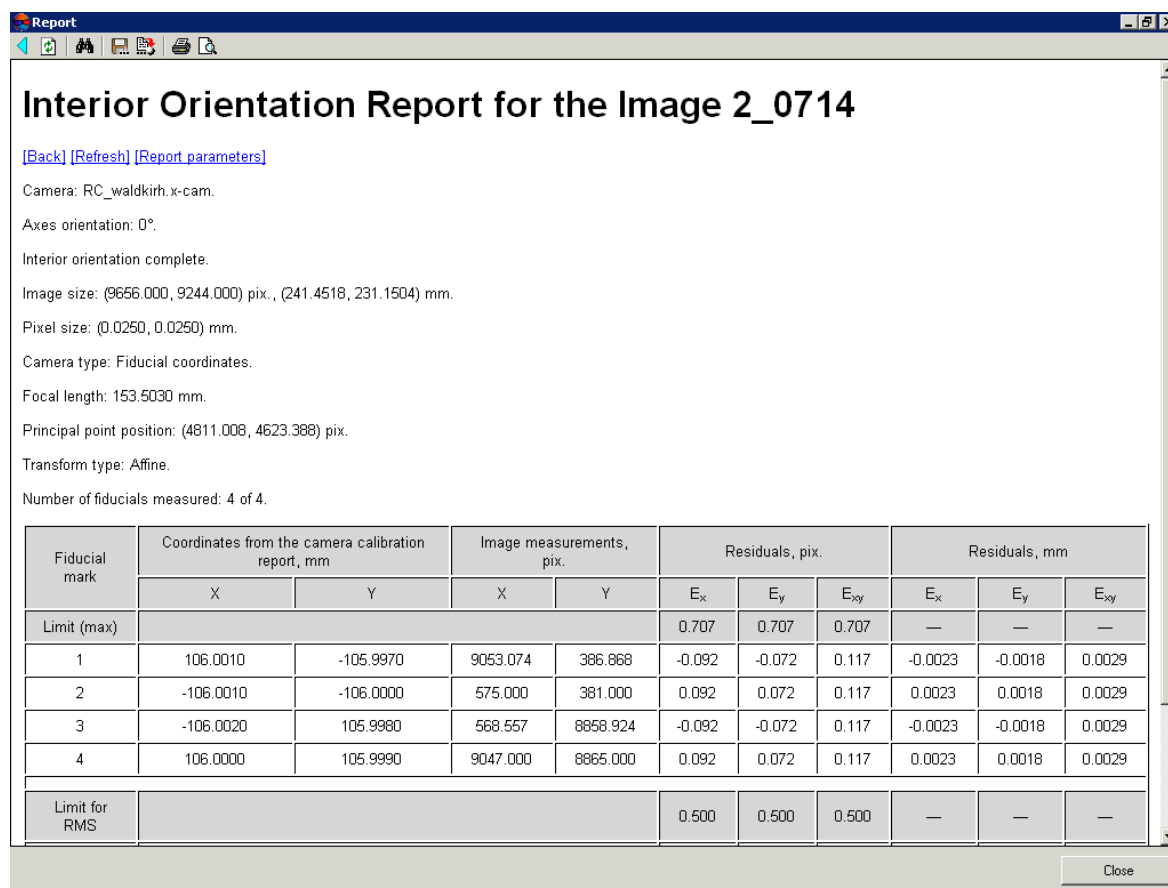 Report
Interior Orientation Report for the Image 2_0714
[Back] [Refresh] [Report parameters]
Camera: RC_waldkirh.x-cam.
Axes orientation: 0°.
Interior orientation complete.
Image size: (9656.000, 9244.000) pix., (241.4518, 231.1504) mm.
Pixel size: (0.0250, 0.0250) mm.
Camera type: Fiducial coordinates.
Focal length: 153.5030 mm.
Principal point position: (4811.008, 4623.388) pix.
Transform type: Affine.
Number of fiducials measured: 4 of 4.
Fiducial mark Coordinates from the camera calibration report, mm Image measurements, pix. Residuals, pix. Residuals, mm
X Y X Y Ex Ey Exy Ex Ey Exy
Limit (max) 0.707 0.707 0.707 — — —
1 106.0010 -105.9970 9053.074 386.868 -0.092 -0.072 0.117 -0.0023 -0.0018 0.0029
2 -106.0010 -106.0000 575.000 381.000 0.092 0.072 0.117 0.0023 0.0018 0.0029
3 -106.0020 105.9980 568.557 8858.924 -0.092 -0.072 0.117 -0.0023 -0.0018 0.0029
4 106.0000 105.9990 9047.000 8865.000 0.092 0.072 0.117 0.0023 0.0018 0.0029
Limit for RMS 0.500 0.500 0.500 — — —
Close